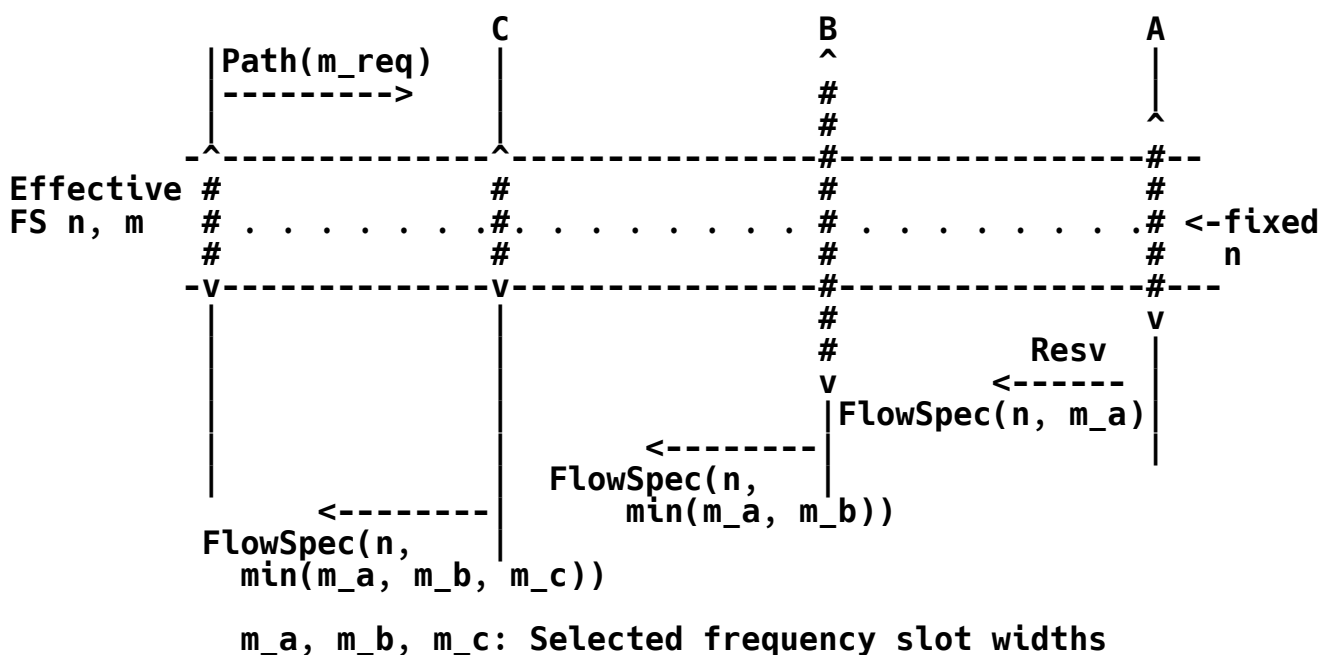 C B A
|Path(m_req) | ^ |
|---------> | # |
| | # ^
-^--------------^----------------#----------------#--
Effective # # # #
FS n, m # . . . . . . .#. . . . . . . . # . . . . . . . .# <-fixed
# # # # n
-v--------------v----------------#----------------#---
| | # v
| | # Resv |
| | v <------ |
| | |FlowSpec(n, m_a)|
| | <--------| |
| | FlowSpec(n, |
<--------| min(m_a, m_b))
FlowSpec(n, |
min(m_a, m_b, m_c))
m_a, m_b, m_c: Selected frequency slot widths